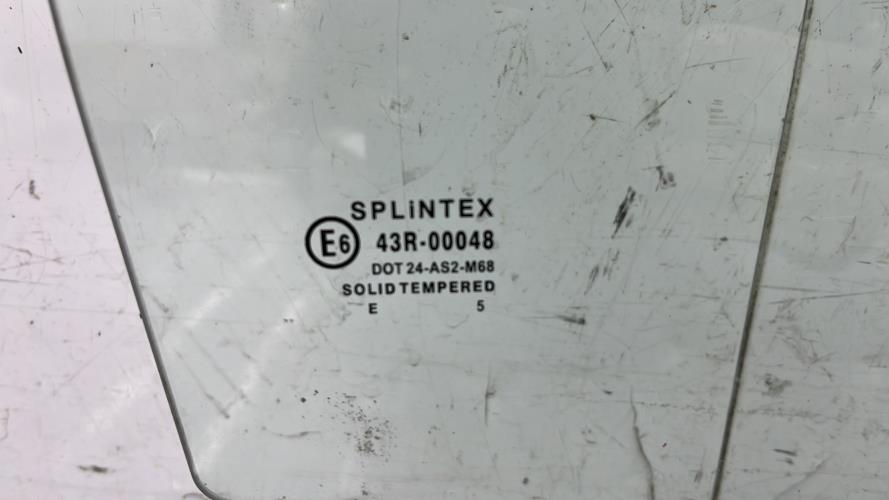 SPLiNTEX
E6 43R-00048
DOT 24-AS2-M68
SOLID TEMPERED
E 5